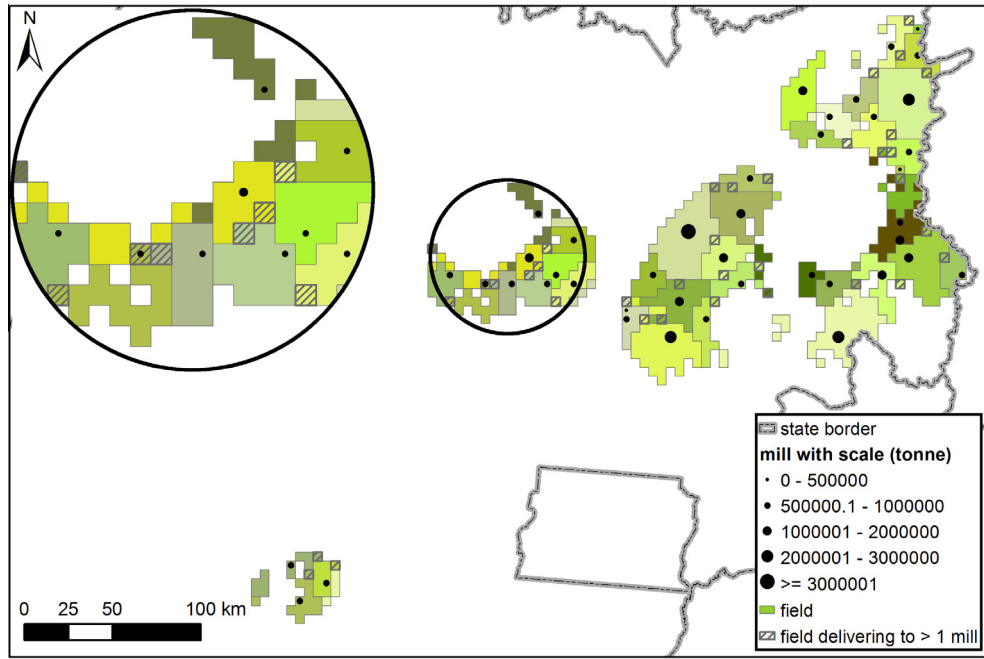 N
state border
mill with scale (tonne)
0 - 500000
500000.1 - 1000000
1000001 - 2000000
2000001 - 3000000
>= 3000001
field
field delivering to > 1 mill
0 25 50 100 km